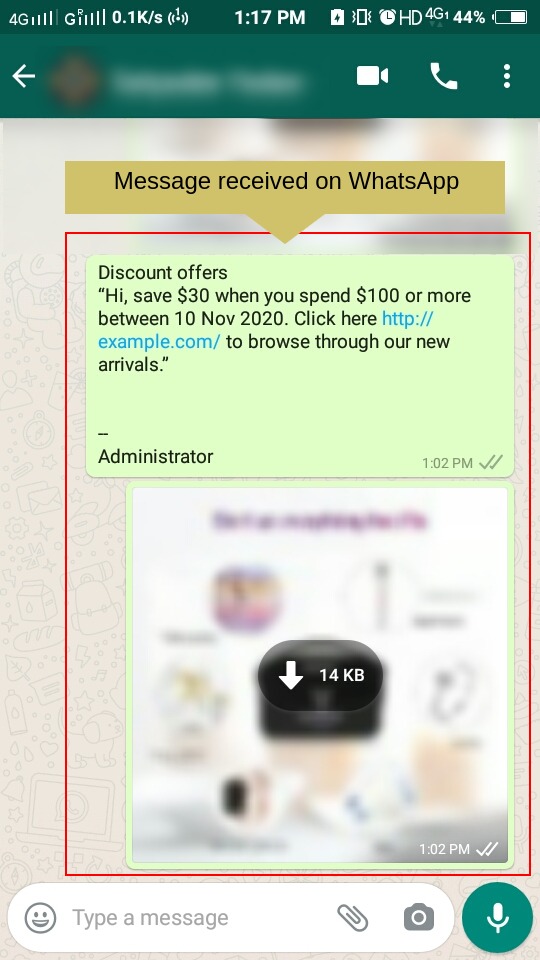 4G R 0.1K/s 1:17 PM HD 4G 44%
Message received on WhatsApp
Discount offers
“Hi, save $30 when you spend $100 or more
between 10 Nov 2020. Click here http://
example.com/ to browse through our new
arrivals.”
--
Administrator
1:02 PM
14 KB
1:02 PM
Type a message